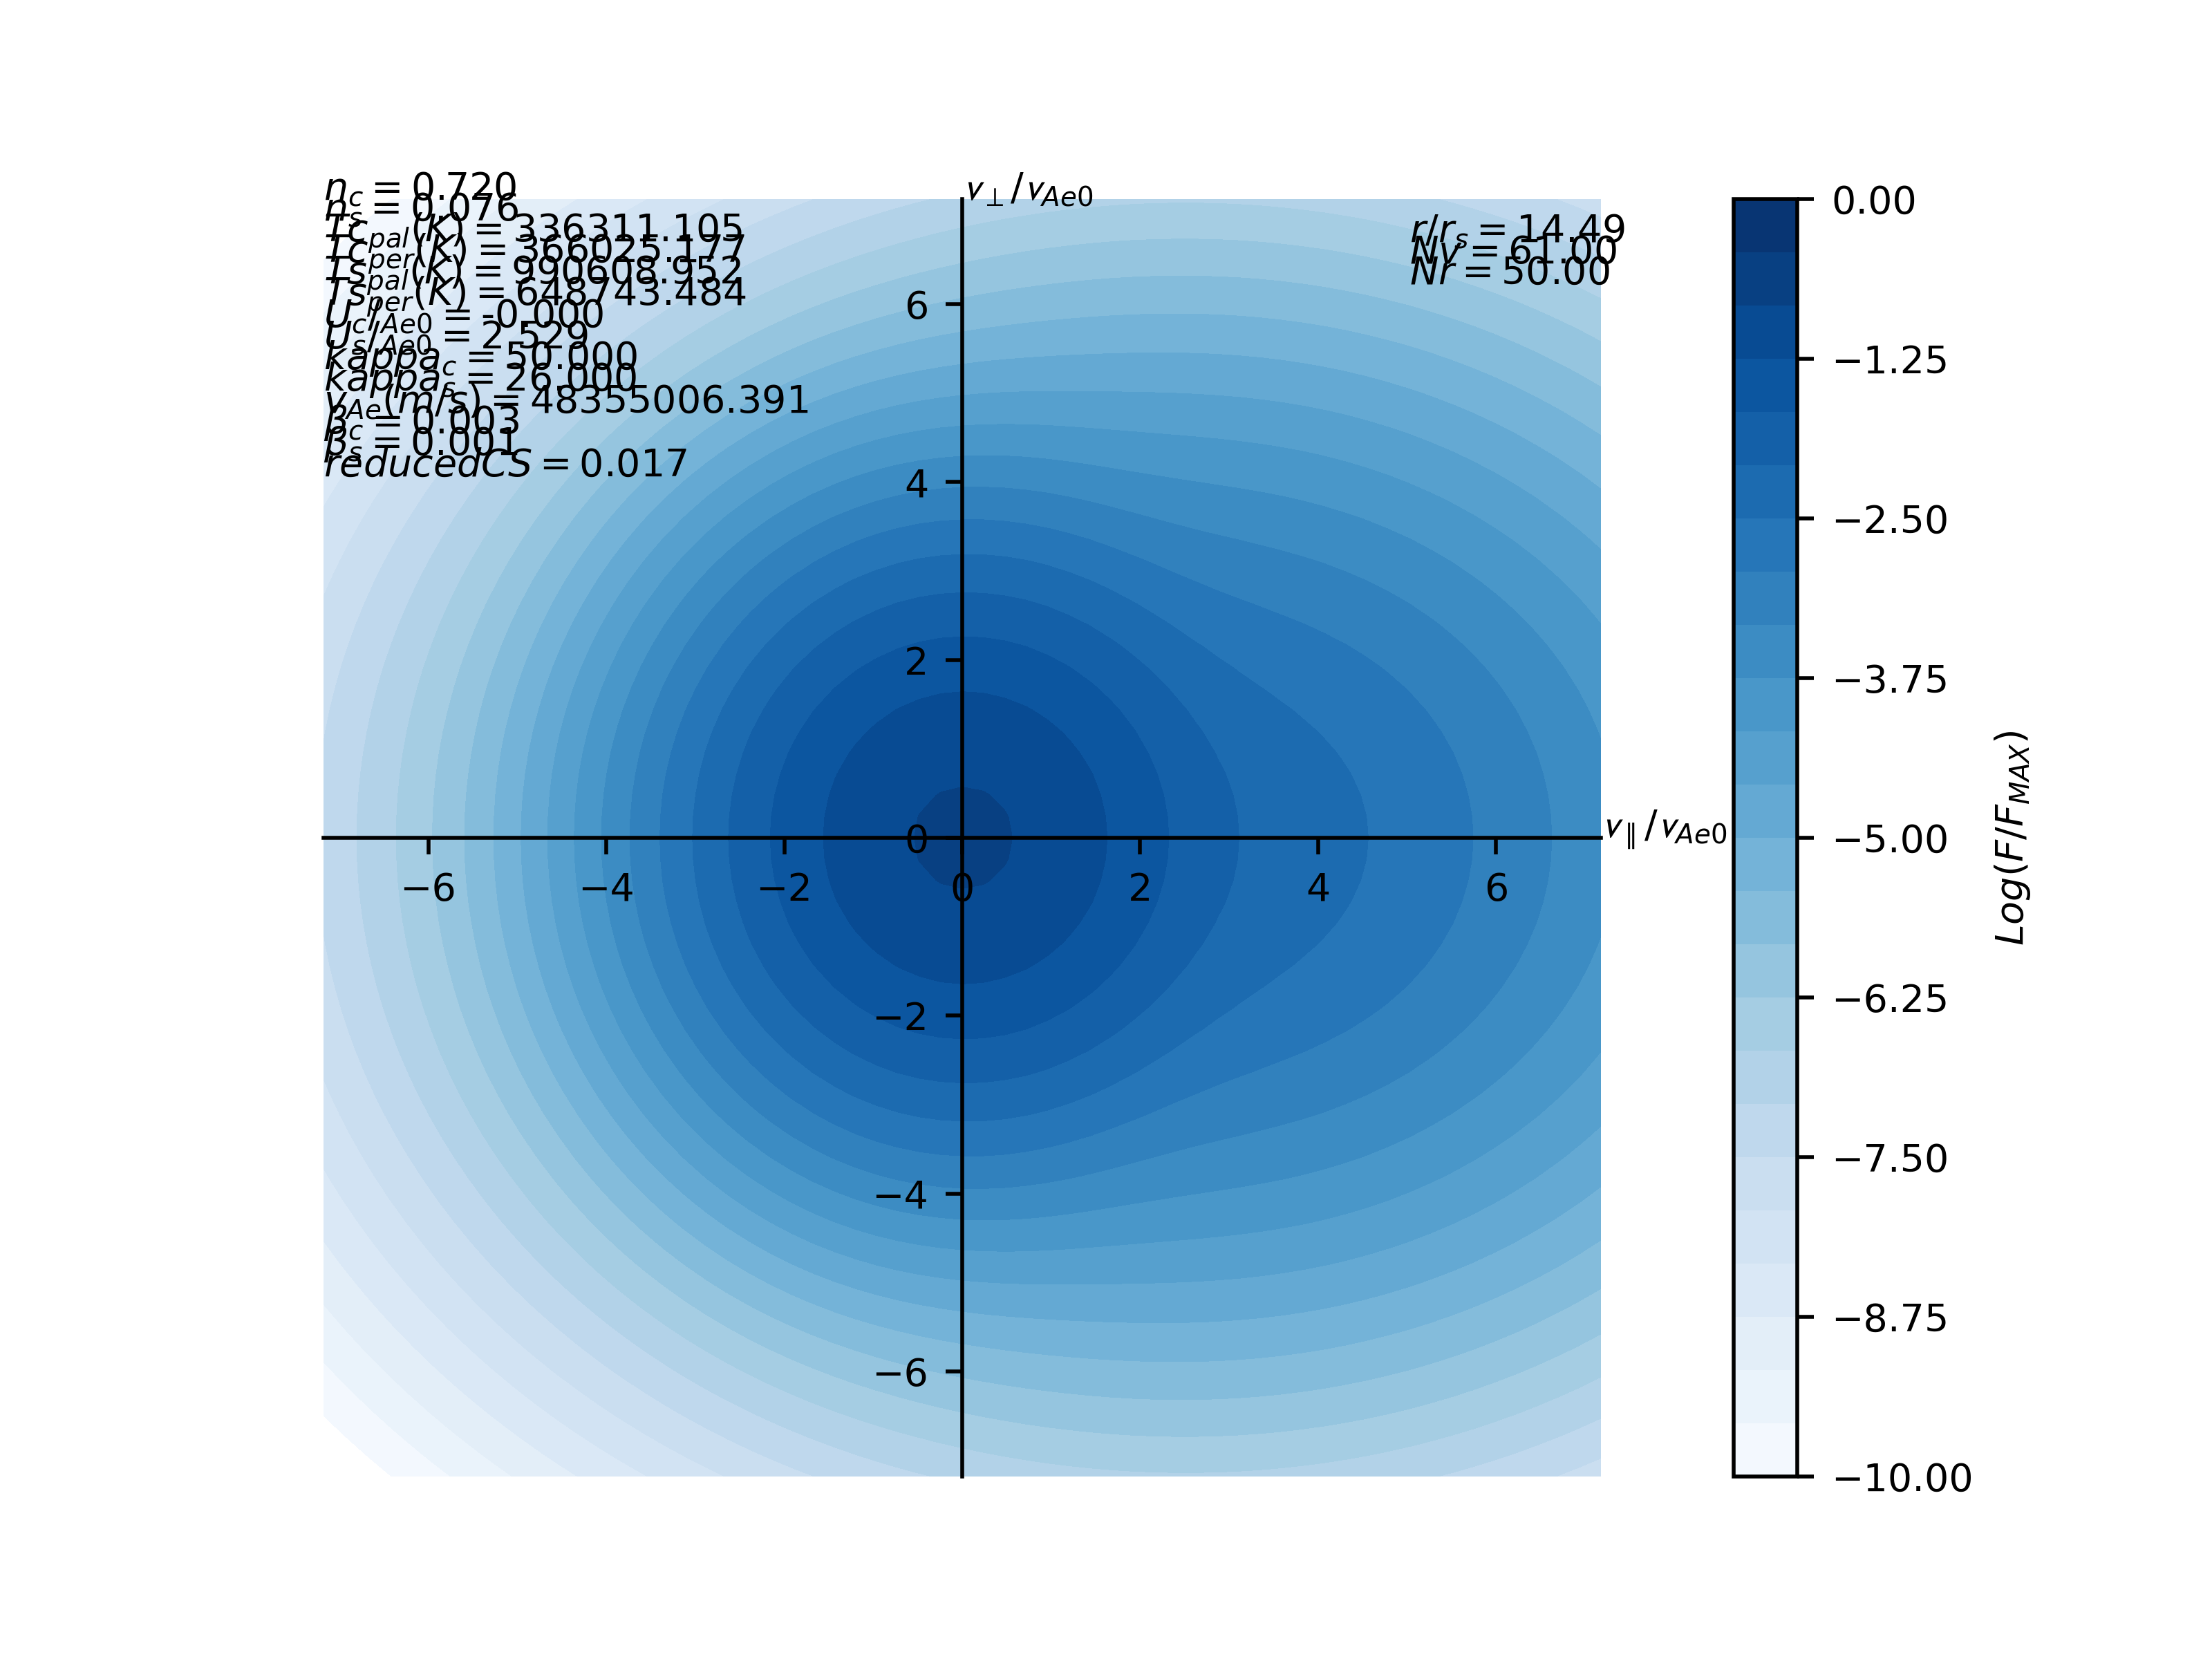 n_c = 0.720
n_s = 0.076
Tc_pal(K) = 336311.105
Tc_per(K) = 366025.177
Ts_pal(K) = 990608.952
Ts_per(K) = 648743.484
U_c/Ae0 = -0.000
U_s/Ae0 = 2.529
kappa_c = 50.000
kappa_s = 26.000
v_Ae(m/s) = 48355006.391
β_c = 0.003
β_s = 0.001
reducedCS = 0.017
v_⊥/v_Ae0
r/r_s = 14.49
Nv = 61.00
Nr = 50.00
6
4
2
0
−2
−4
−6
−6
−4
−2
0
2
4
6
v_∥/v_Ae0
0.00
−1.25
−2.50
−3.75
−5.00
−6.25
−7.50
−8.75
−10.00
Log(F/F_MAX)